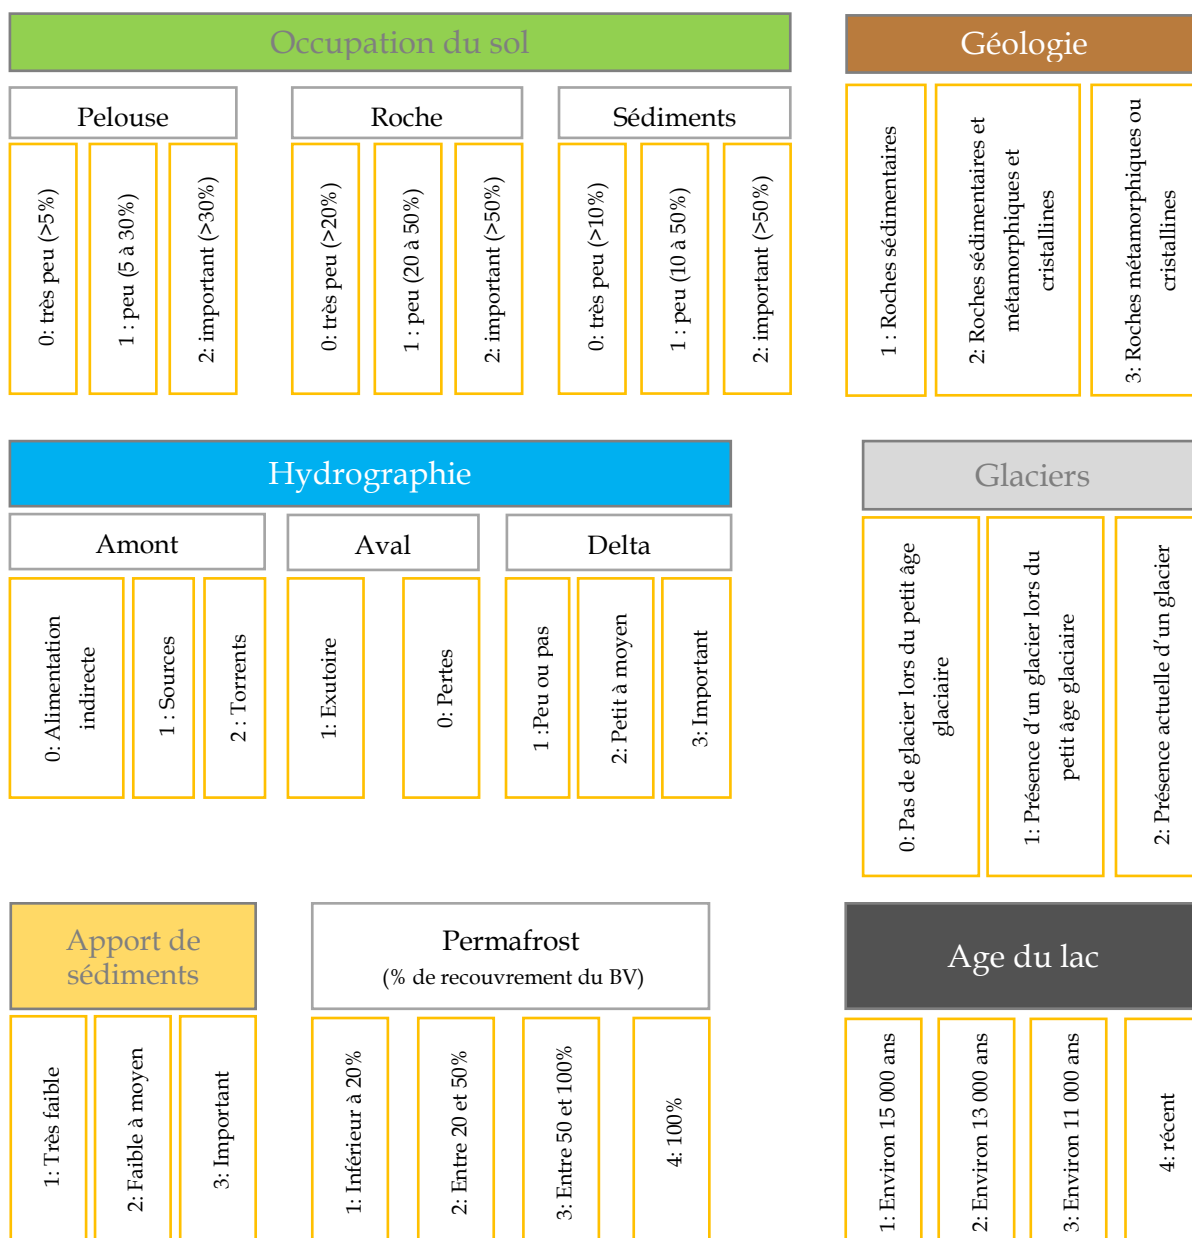 Occupation du sol
Pelouse
0: très peu (>5%)
1 : peu (5 à 30%)
2: important (>30%)
Roche
0: très peu (>20%)
1 : peu (20 à 50%)
2: important (>50%)
Sédiments
0: très peu (>10%)
1 : peu (10 à 50%)
2: important (>50%)
Géologie
1 : Roches sédimentaires
2: Roches sédimentaires et
métamorphiques et
cristallines
3: Roches métamorphiques ou
cristallines
Hydrographie
Amont
0: Alimentation
indirecte
1 : Sources
2 : Torrents
Aval
1: Exutoire
0: Pertes
Delta
1 :Peu ou pas
2: Petit à moyen
3: Important
Glaciers
0: Pas de glacier lors du petit âge
glaciaire
1: Présence d'un glacier lors du
petit âge glaciaire
2: Présence actuelle d'un glacier
Apport de
sédiments
1: Très faible
2: Faible à moyen
3: Important
Permafrost
(% de recouvrement du BV)
1: Inférieur à 20%
2: Entre 20 et 50%
3: Entre 50 et 100%
4: 100%
Age du lac
1: Environ 15 000 ans
2: Environ 13 000 ans
3: Environ 11 000 ans
4: récent